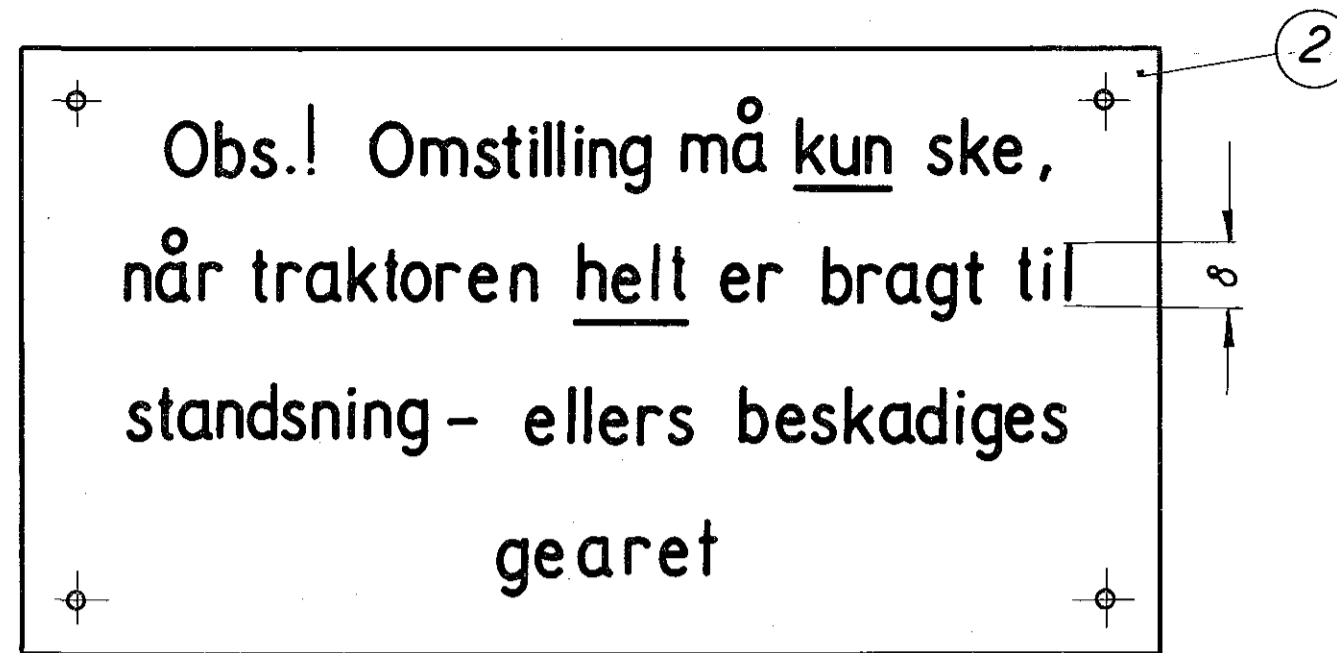 2
Obs.! Omstilling må kun ske,
når traktoren helt er bragt til
8
standsning - ellers beskadiges
gearet